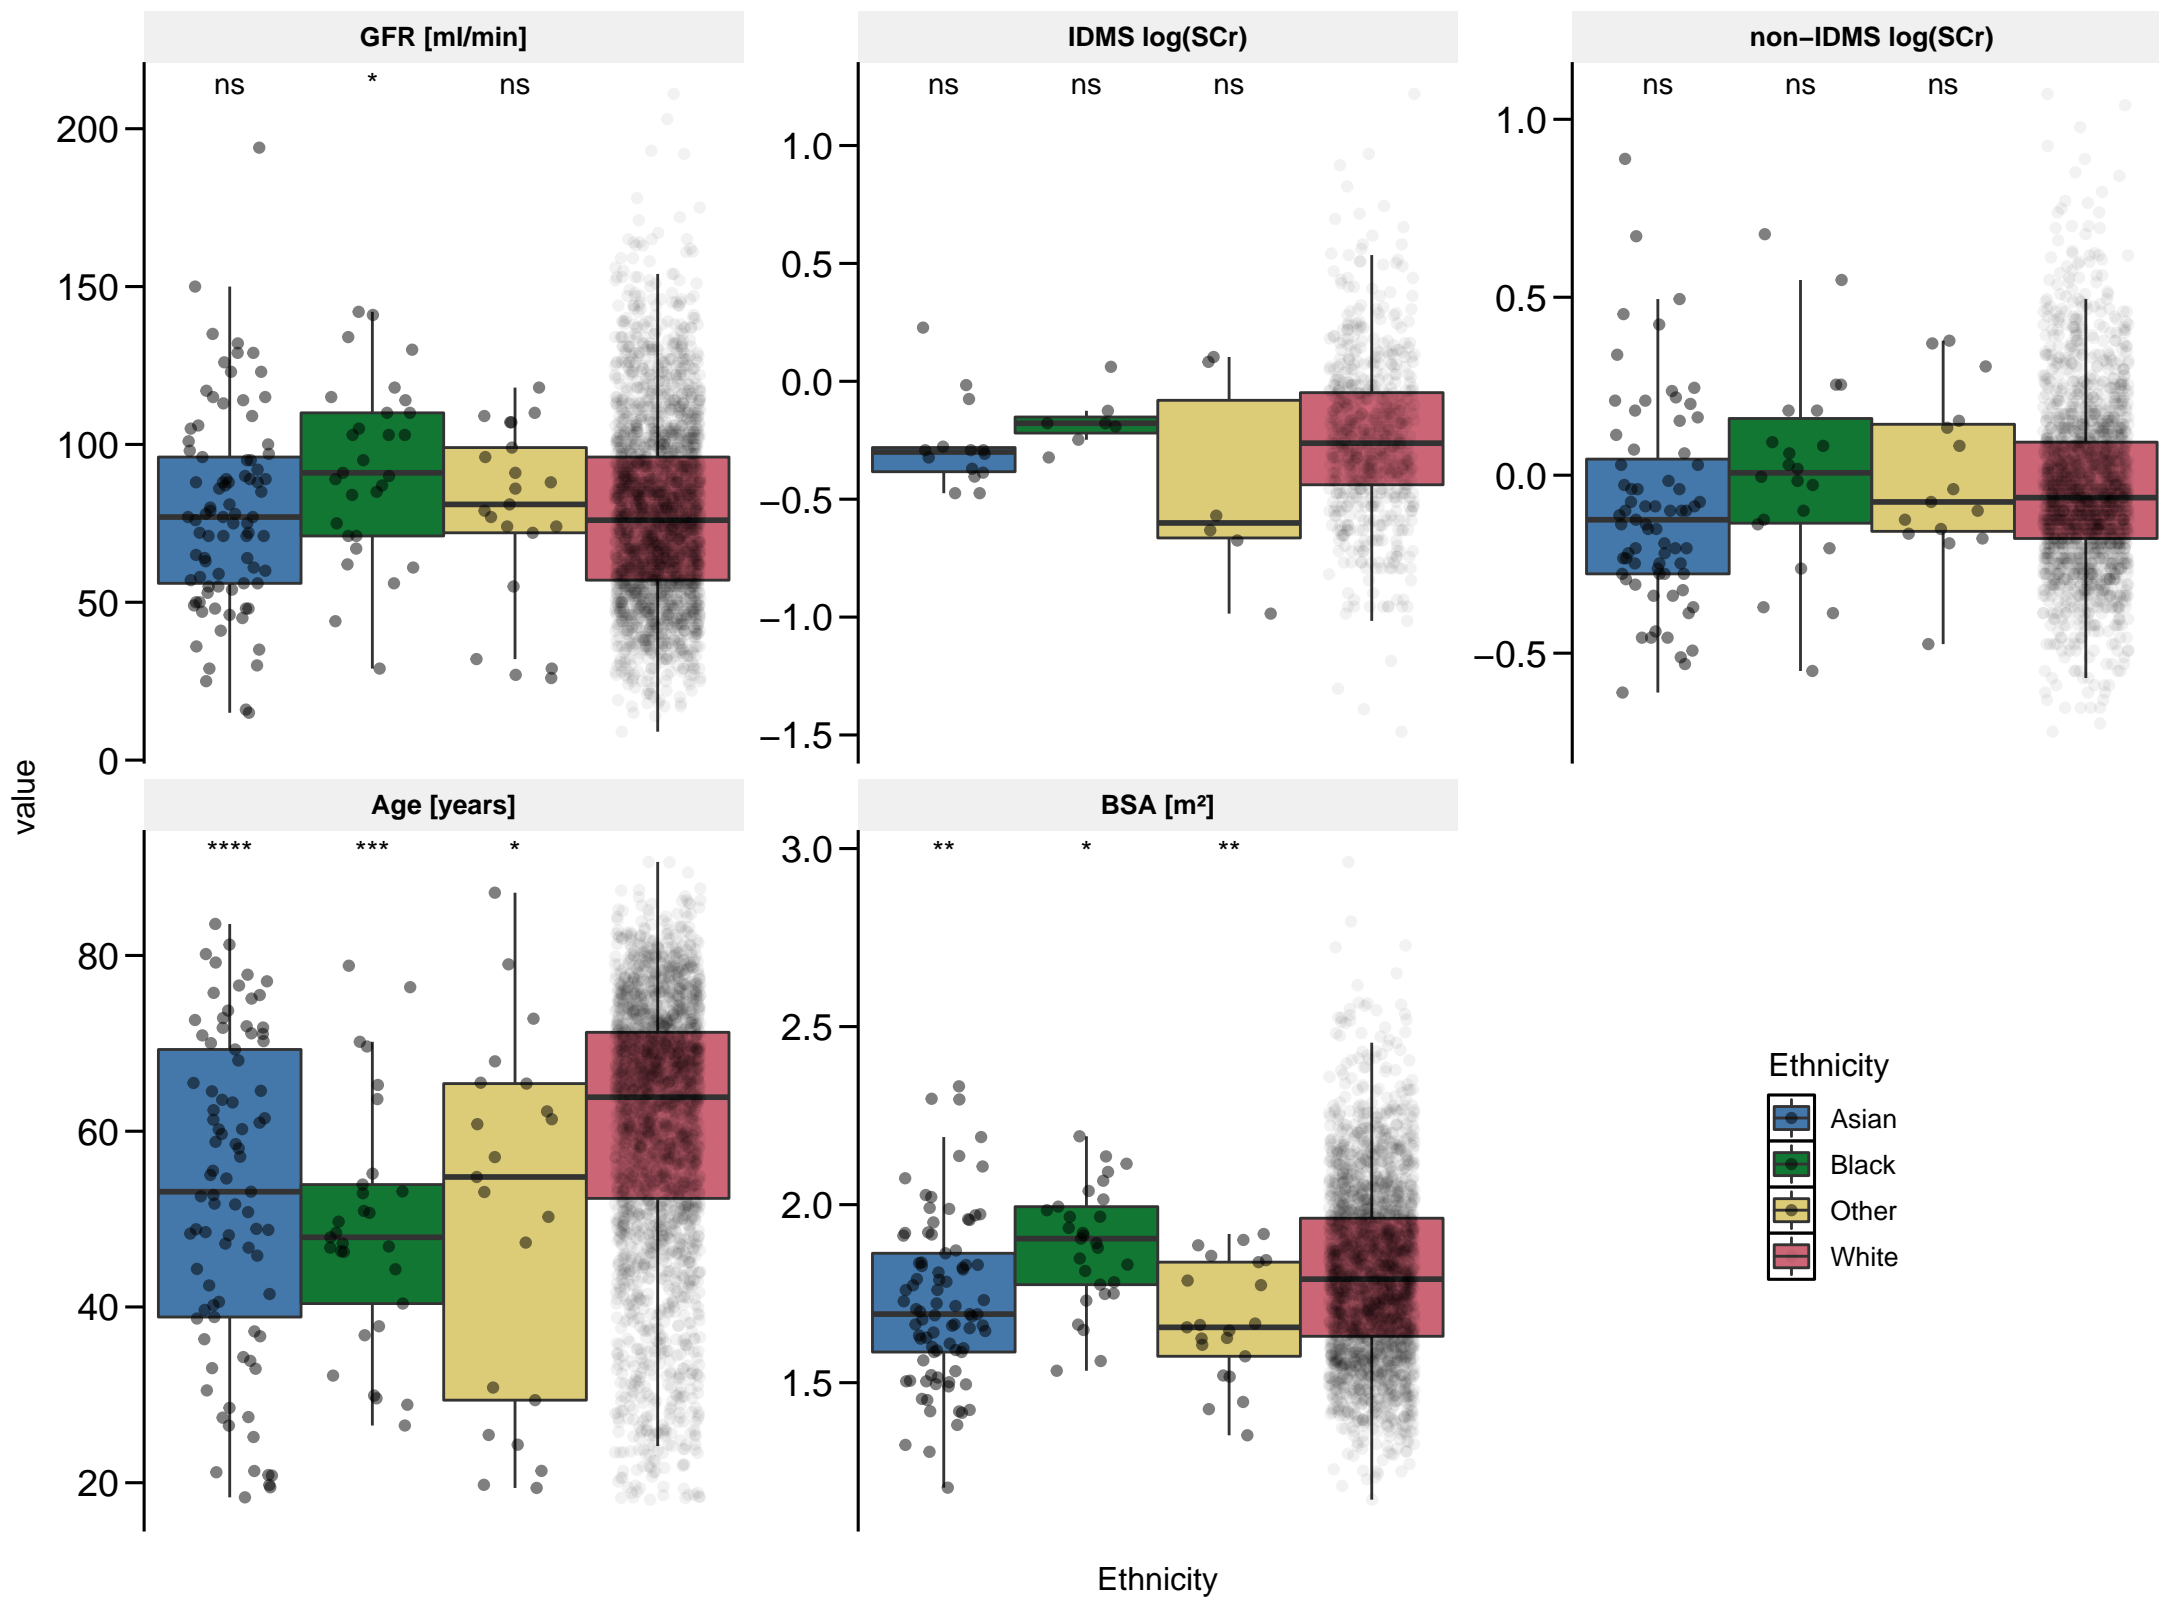 GFR [ml/min]
IDMS log(SCr)
non−IDMS log(SCr)
ns * ns
ns ns ns
ns ns ns
200
150
100
50
0
1.0
0.5
0.0
−0.5
−1.0
−1.5
1.0
0.5
0.0
−0.5
value
Age [years]
BSA [m²]
**** *** *
** * **
80
60
40
20
3.0
2.5
2.0
1.5
Ethnicity
Asian
Black
Other
White
Ethnicity